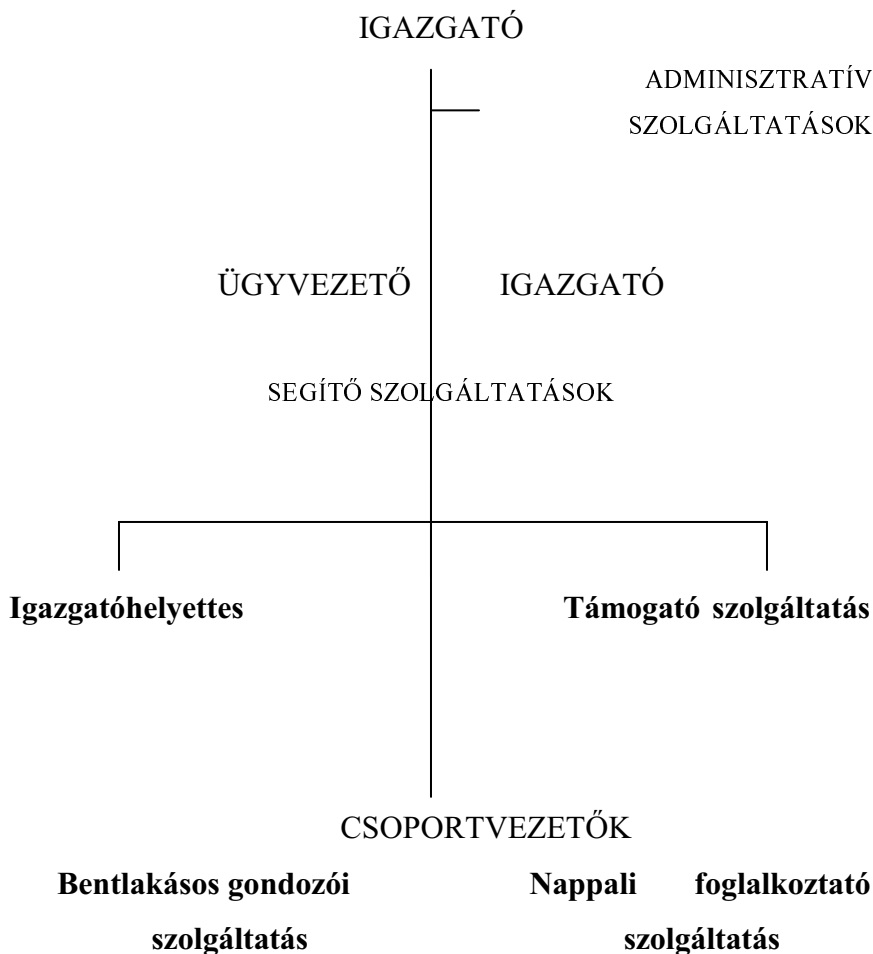 IGAZGATÓ
ADMINISZTRATÍV
SZOLGÁLTATÁSOK
ÜGYVEZETŐ IGAZGATÓ
SEGÍTŐ SZOLGÁLTATÁSOK
Igazgatóhelyettes Támogató szolgáltatás
CSOPORTVEZETŐK
Bentlakásos gondozói Nappali foglalkoztató
szolgáltatás szolgáltatás